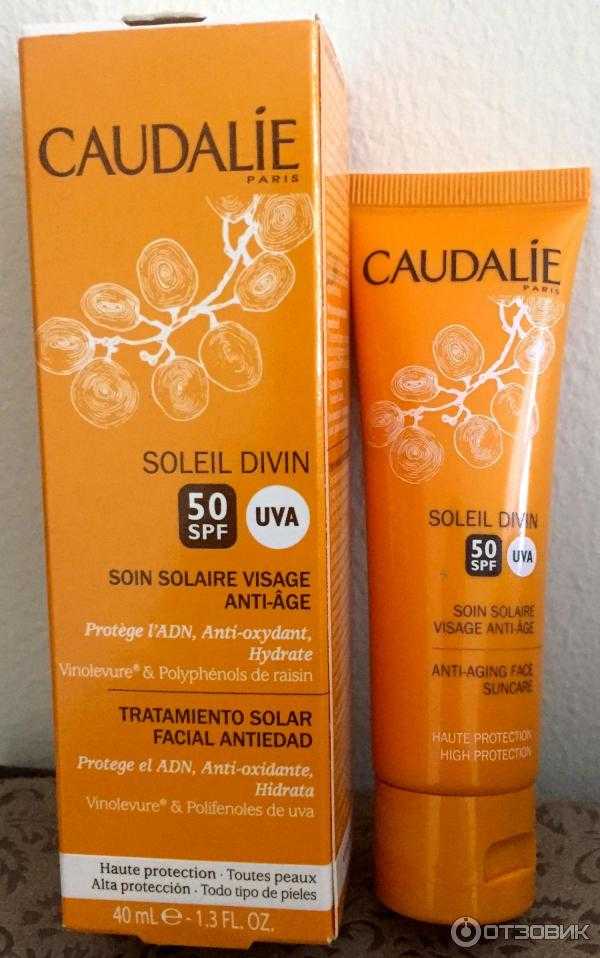 CAUDALÍE
PARIS
SOLEIL DIVIN
50
SPF
UVA
SOIN SOLAIRE VISAGE
ANTI-ÂGE
Protège l'ADN, Anti-oxydant,
Hydrate
Vinolevure® & Polyphénols de raisin
TRATAMIENTO SOLAR
FACIAL ANTIEDAD
Protege el ADN, Anti-oxidante,
Hidrata
Vinolevure® & Polifenoles de uva
Haute protection · Toutes peaux
Alta protección · Todo tipo de pieles
40 mL e - 1.3 FL. OZ.
CAUDALÍE
PARIS
SOLEIL DIVIN
50
SPF
UVA
SOIN SOLAIRE
VISAGE ANTI-ÂGE
ANTI-AGING FACE
SUNCARE
HAUTE PROTECTION
HIGH PROTECTION
ОТЗОВИК